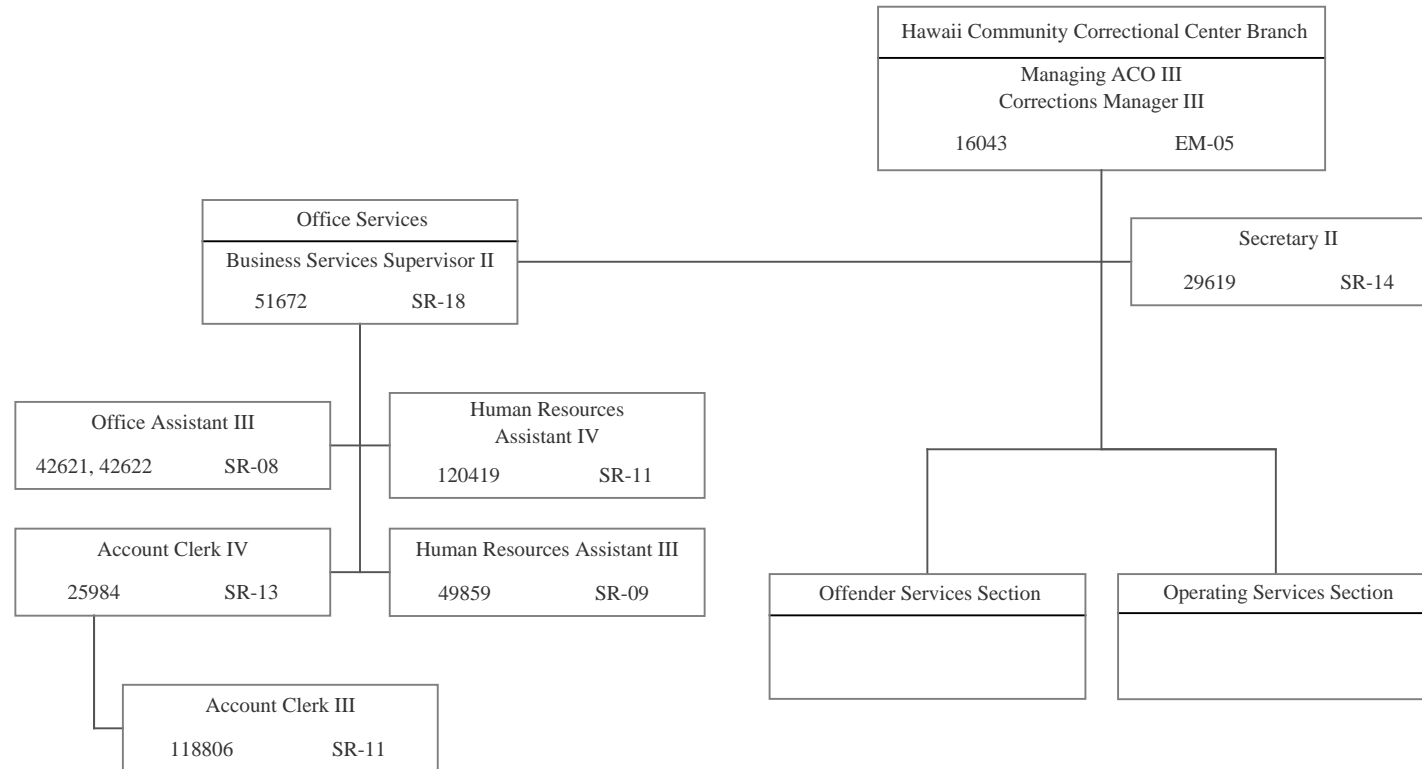 Hawaii Community Correctional Center Branch
Managing ACO III
Corrections Manager III
16043 EM-05
Office Services
Business Services Supervisor II
51672 SR-18
Secretary II
29619 SR-14
Office Assistant III
42621, 42622 SR-08
Human Resources
Assistant IV
120419 SR-11
Account Clerk IV
25984 SR-13
Human Resources Assistant III
49859 SR-09
Account Clerk III
118806 SR-11
Offender Services Section
Operating Services Section